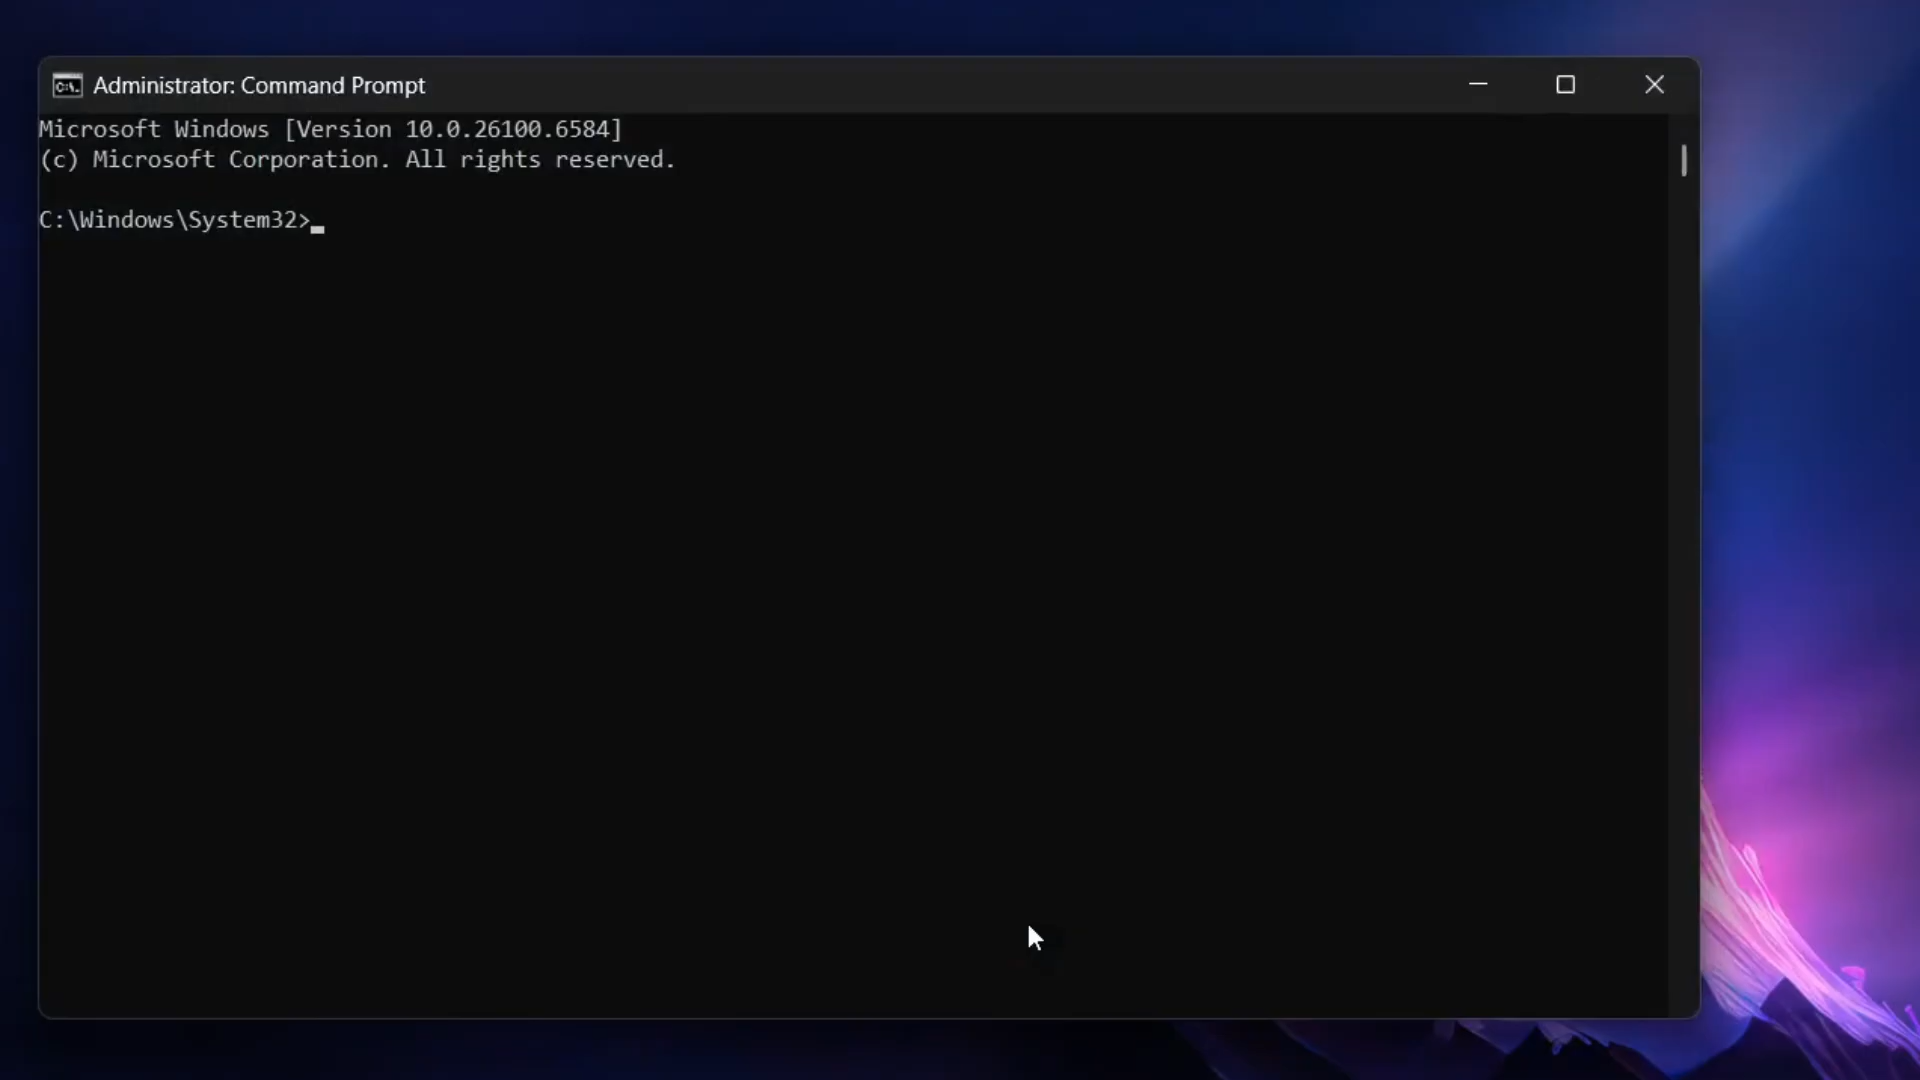 Administrator: Command Prompt
Microsoft Windows [Version 10.0.26100.6584]
(c) Microsoft Corporation. All rights reserved.
C:\Windows\System32>